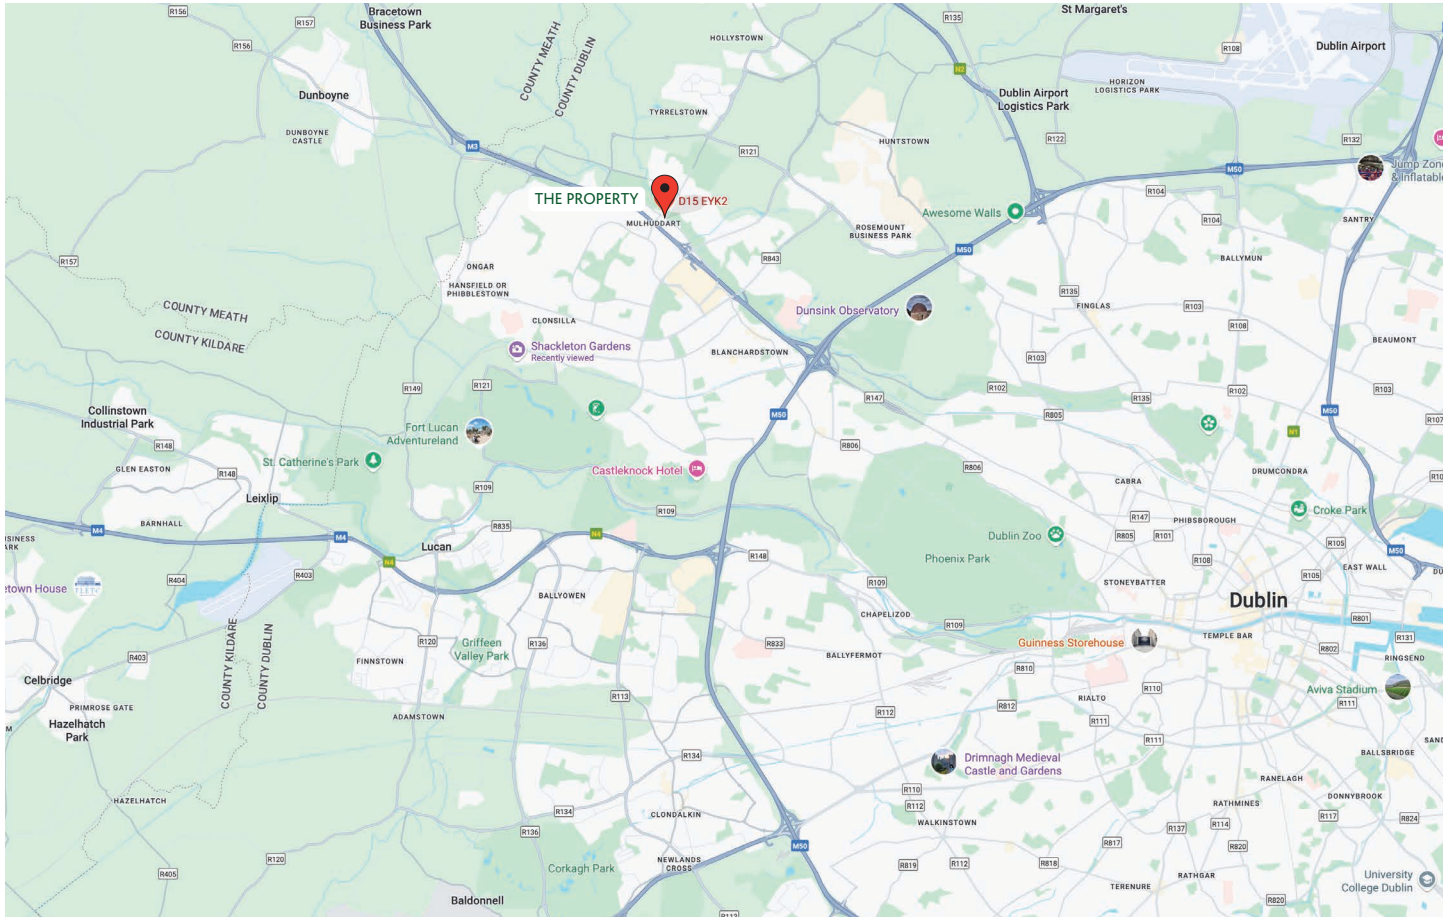 R156
R157
Bracetown
Business Park
R135
St Margaret's
R156
HOLLYSTOWN
R108
Dublin Airport
COUNTY MEATH
COUNTY DUBLIN
N2
HORIZON
LOGISTICS PARK
Dunboyne
Dublin Airport
Logistics Park
TYRRELSTOWN
DUNBOYNE
CASTLE
HUNTSTOWN
R122
R132
M3
R121
M50
Jump Zone
& Inflatable
THE PROPERTY
D15 EYK2
R104
MULHUDDART
Awesome Walls
R104
SANTRY
ROSEMOUNT
BUSINESS PARK
M50
R157
R843
BALLYMUN
ONGAR
HANSFIELD OR
PHIBBLESTOWN
R135
FINGLAS
R103
COUNTY MEATH
COUNTY KILDARE
CLONSILLA
Dunsink Observatory
R108
Shackleton Gardens
Recently viewed
BLANCHARDSTOWN
BEAUMONT
R103
R149
R121
R102
R102
R103
R147
R135
Collinstown
Industrial Park
M50
R805
M50
R107
Fort Lucan
Adventureland
N1
R148
R806
St. Catherine's Park
GLEN EASTON
R148
Castleknock Hotel
R806
DRUMCONDRA
CABRA
R109
Leixlip
R109
Croke Park
BARNHALL
M4
R835
R147
PHIBSBOROUGH
M4
N4
Dublin Zoo
R805
R101
R105
M50
Lucan
R148
Phoenix Park
R108
N4
EAST WALL
R404
R403
R109
STONEYBATTER
R105
etown House
BALLYOWEN
Dublin
CHAPELIZOD
R109
R801
TEMPLE BAR
R131
COUNTY KILDARE
COUNTY DUBLIN
R120
Griffeen
Valley Park
R136
R833
Guinness Storehouse
R802
R403
FINNSTOWN
BALLYFERMOT
RINGSEND
R810
Celbridge
R113
R110
Aviva Stadium
RIALTO
PRIMROSE GATE
R812
R111
Hazelhatch
Park
ADAMSTOWN
R112
R111
R111
R134
Drimnagh Medieval
Castle and Gardens
BALLSBRIDGE
RANELAGH
HAZELHATCH
R110
DONNYBROOK
R134
R112
RATHMINES
CLONDALKIN
R117
R824
WALKINSTOWN
R136
R137
R114
M50
R817
R820
R120
NEWLANDS
CROSS
R819
R112
R818
R405
Corkagh Park
RATHGAR
University
College Dublin
TERENURE
Baldonnell
R820
R113